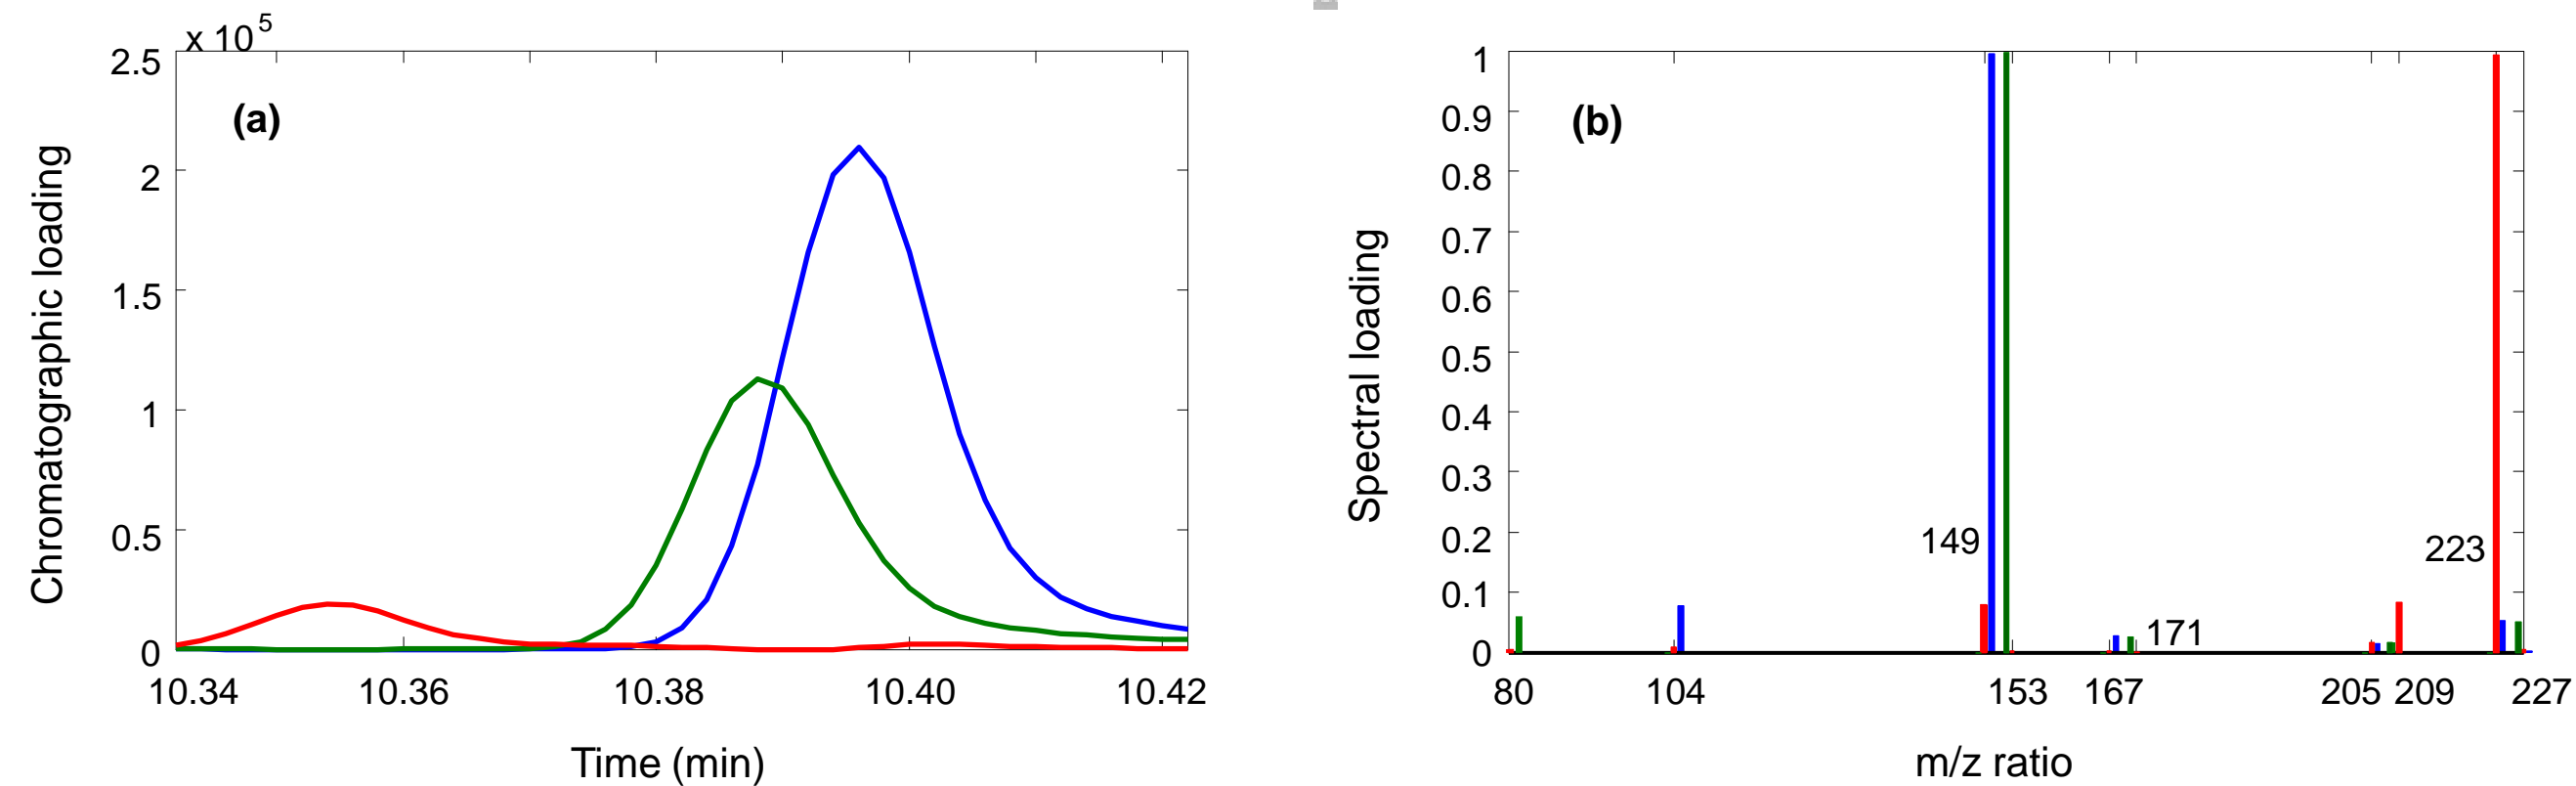 x 10^5
2.5
2
1.5
1
0.5
0
(a)
Chromatographic loading
10.34 10.36 10.38 10.40 10.42
Time (min)
1
0.9
0.8
0.7
0.6
0.5
0.4
0.3
0.2
0.1
0
(b)
Spectral loading
149
223
171
80 104 153 167 205 209 227
m/z ratio